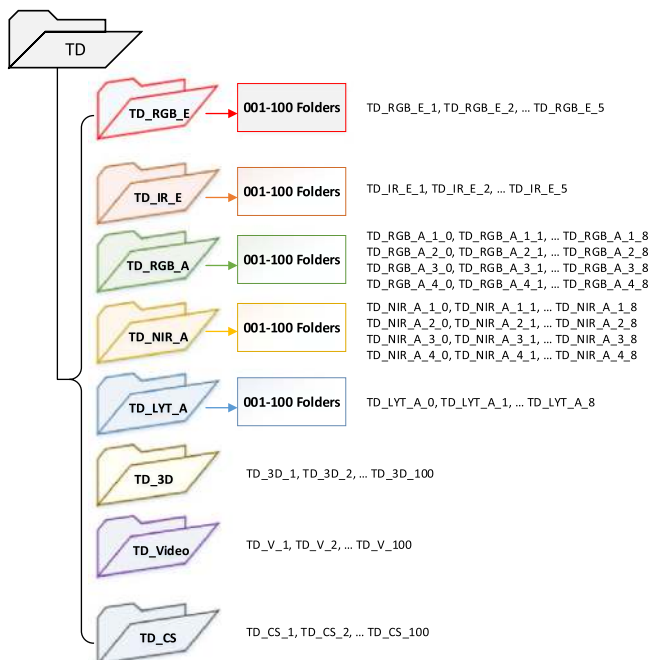 TD
TD_RGB_E
001-100 Folders
TD_RGB_E_1, TD_RGB_E_2, ... TD_RGB_E_5
TD_IR_E
001-100 Folders
TD_IR_E_1, TD_IR_E_2, ... TD_IR_E_5
TD_RGB_A
001-100 Folders
TD_RGB_A_1_0, TD_RGB_A_1_1, ... TD_RGB_A_1_8
TD_RGB_A_2_0, TD_RGB_A_2_1, ... TD_RGB_A_2_8
TD_RGB_A_3_0, TD_RGB_A_3_1, ... TD_RGB_A_3_8
TD_RGB_A_4_0, TD_RGB_A_4_1, ... TD_RGB_A_4_8
TD_NIR_A
001-100 Folders
TD_NIR_A_1_0, TD_NIR_A_1_1, ... TD_NIR_A_1_8
TD_NIR_A_2_0, TD_NIR_A_2_1, ... TD_NIR_A_2_8
TD_NIR_A_3_0, TD_NIR_A_3_1, ... TD_NIR_A_3_8
TD_NIR_A_4_0, TD_NIR_A_4_1, ... TD_NIR_A_4_8
TD_LYT_A
001-100 Folders
TD_LYT_A_0, TD_LYT_A_1, ... TD_LYT_A_8
TD_3D
TD_3D_1, TD_3D_2, ... TD_3D_100
TD_Video
TD_V_1, TD_V_2, ... TD_V_100
TD_CS
TD_CS_1, TD_CS_2, ... TD_CS_100